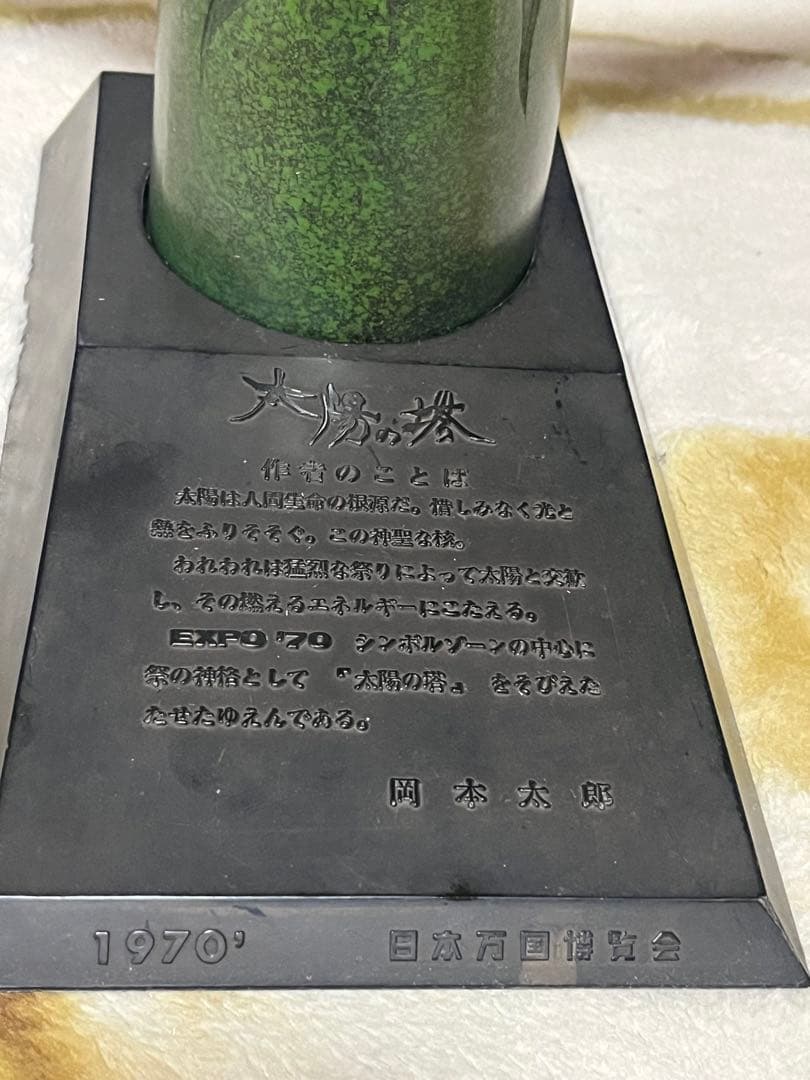 太陽の塔
作者のことば
太陽は人間生命の根源だ。惜しみなく光と
熱をふりそそぐ。この神聖な核。
われわれは猛烈な祭りによって太陽と交歓
し、その燃えるエネルギーにこたえる。
EXPO '70 シンボルゾーンの中心に
祭の神格として 『太陽の塔』 をそびえた
たせたゆえんである。
岡本太郎
1970’ 日本万国博覧会